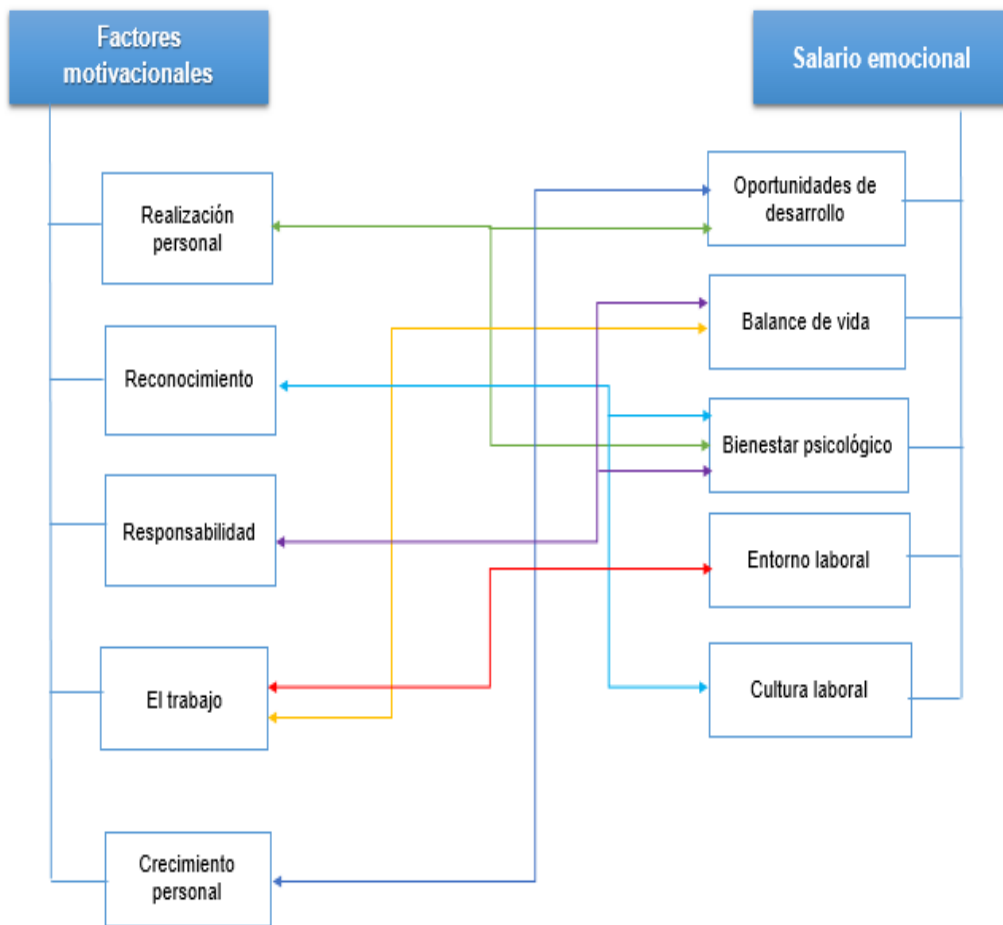 Factores
motivacionales
Salario emocional
Realización
personal
Oportunidades de
desarrollo
Balance de vida
Reconocimiento
Bienestar psicológico
Responsabilidad
Entorno laboral
El trabajo
Cultura laboral
Crecimiento
personal